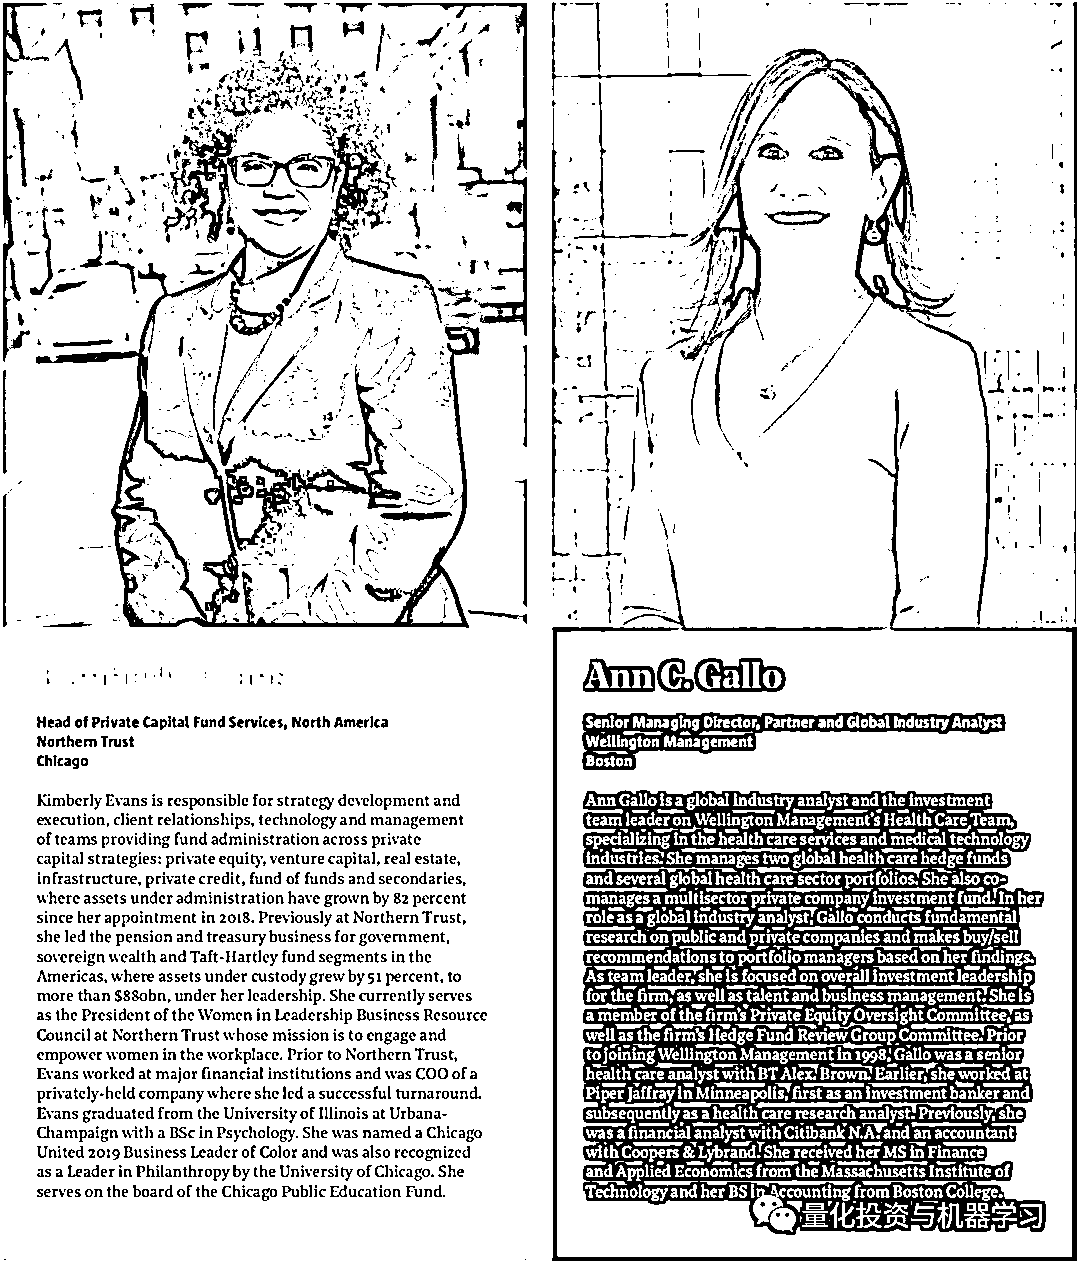 Head of Private Capital Fund Services, North America
Northern Trust
Chicago
Kimberly Evans is responsible for strategy development and
execution, client relationships, technology and management
of teams providing fund administration across private
capital strategies: private equity, venture capital, real estate,
infrastructure, private credit, fund of funds and secondaries,
where assets under administration have grown by 82 percent
since her appointment in 2018. Previously at Northern Trust,
she led the pension and treasury business for government,
sovereign wealth and Taft-Hartley fund segments in the
Americas, where assets under custody grew by 51 percent, to
more than $880bn, under her leadership. She currently serves
as the President of the Women in Leadership Business Resource
Council at Northern Trust whose mission is to engage and
empower women in the workplace. Prior to Northern Trust,
Evans worked at major financial institutions and was COO of a
privately-held company where she led a successful turnaround.
Evans graduated from the University of Illinois at Urbana-
Champaign with a BSc in Psychology. She was named a Chicago
United 2019 Business Leader of Color and was also recognized
as a Leader in Philanthropy by the University of Chicago. She
serves on the board of the Chicago Public Education Fund.
Ann C. Gallo
Senior Managing Director, Partner and Global Industry Analyst
Wellington Management
Boston
Ann Gallo is a global industry analyst and the investment
team leader on Wellington Management's Health Care Team,
specializing in the health care services and medical technology
industries. She manages two global health care hedge funds
and several global health care sector portfolios. She also co-
manages a multisector private company investment fund. In her
role as a global industry analyst, Gallo conducts fundamental
research on public and private companies and makes buy/sell
recommendations to portfolio managers based on her findings.
As team leader, she is focused on overall investment leadership
for the firm, as well as talent and business management. She is
a member of the firm's Private Equity Oversight Committee, as
well as the firm's Hedge Fund Review Group Committee. Prior
to joining Wellington Management in 1998, Gallo was a senior
health care analyst with BT Alex. Brown. Earlier, she worked at
Piper Jaffray in Minneapolis, first as an investment banker and
subsequently as a health care research analyst. Previously, she
was a financial analyst with Citibank N.A. and an accountant
with Coopers & Lybrand. She received her MS in Finance
and Applied Economics from the Massachusetts Institute of
Technology and her BS in Accounting from Boston College.
量化投资与机器学习